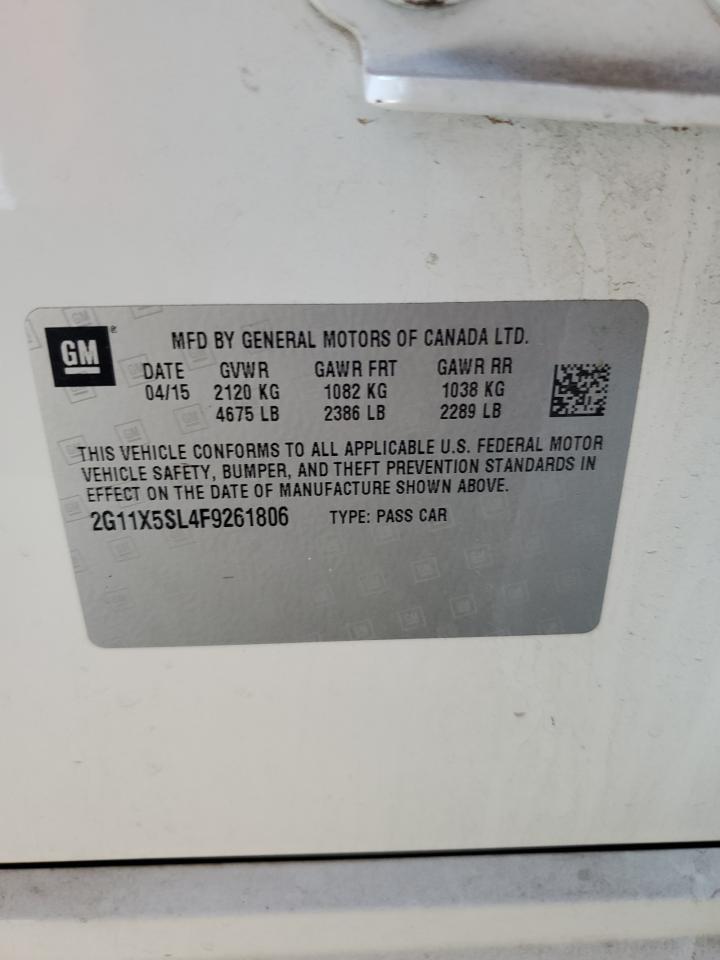 GM ®
MFD BY GENERAL MOTORS OF CANADA LTD.
DATE GVWR GAWR FRT GAWR RR
04/15 2120 KG 1082 KG 1038 KG
4675 LB 2386 LB 2289 LB
THIS VEHICLE CONFORMS TO ALL APPLICABLE U.S. FEDERAL MOTOR
VEHICLE SAFETY, BUMPER, AND THEFT PREVENTION STANDARDS IN
EFFECT ON THE DATE OF MANUFACTURE SHOWN ABOVE.
2G11X5SL4F9261806 TYPE: PASS CAR